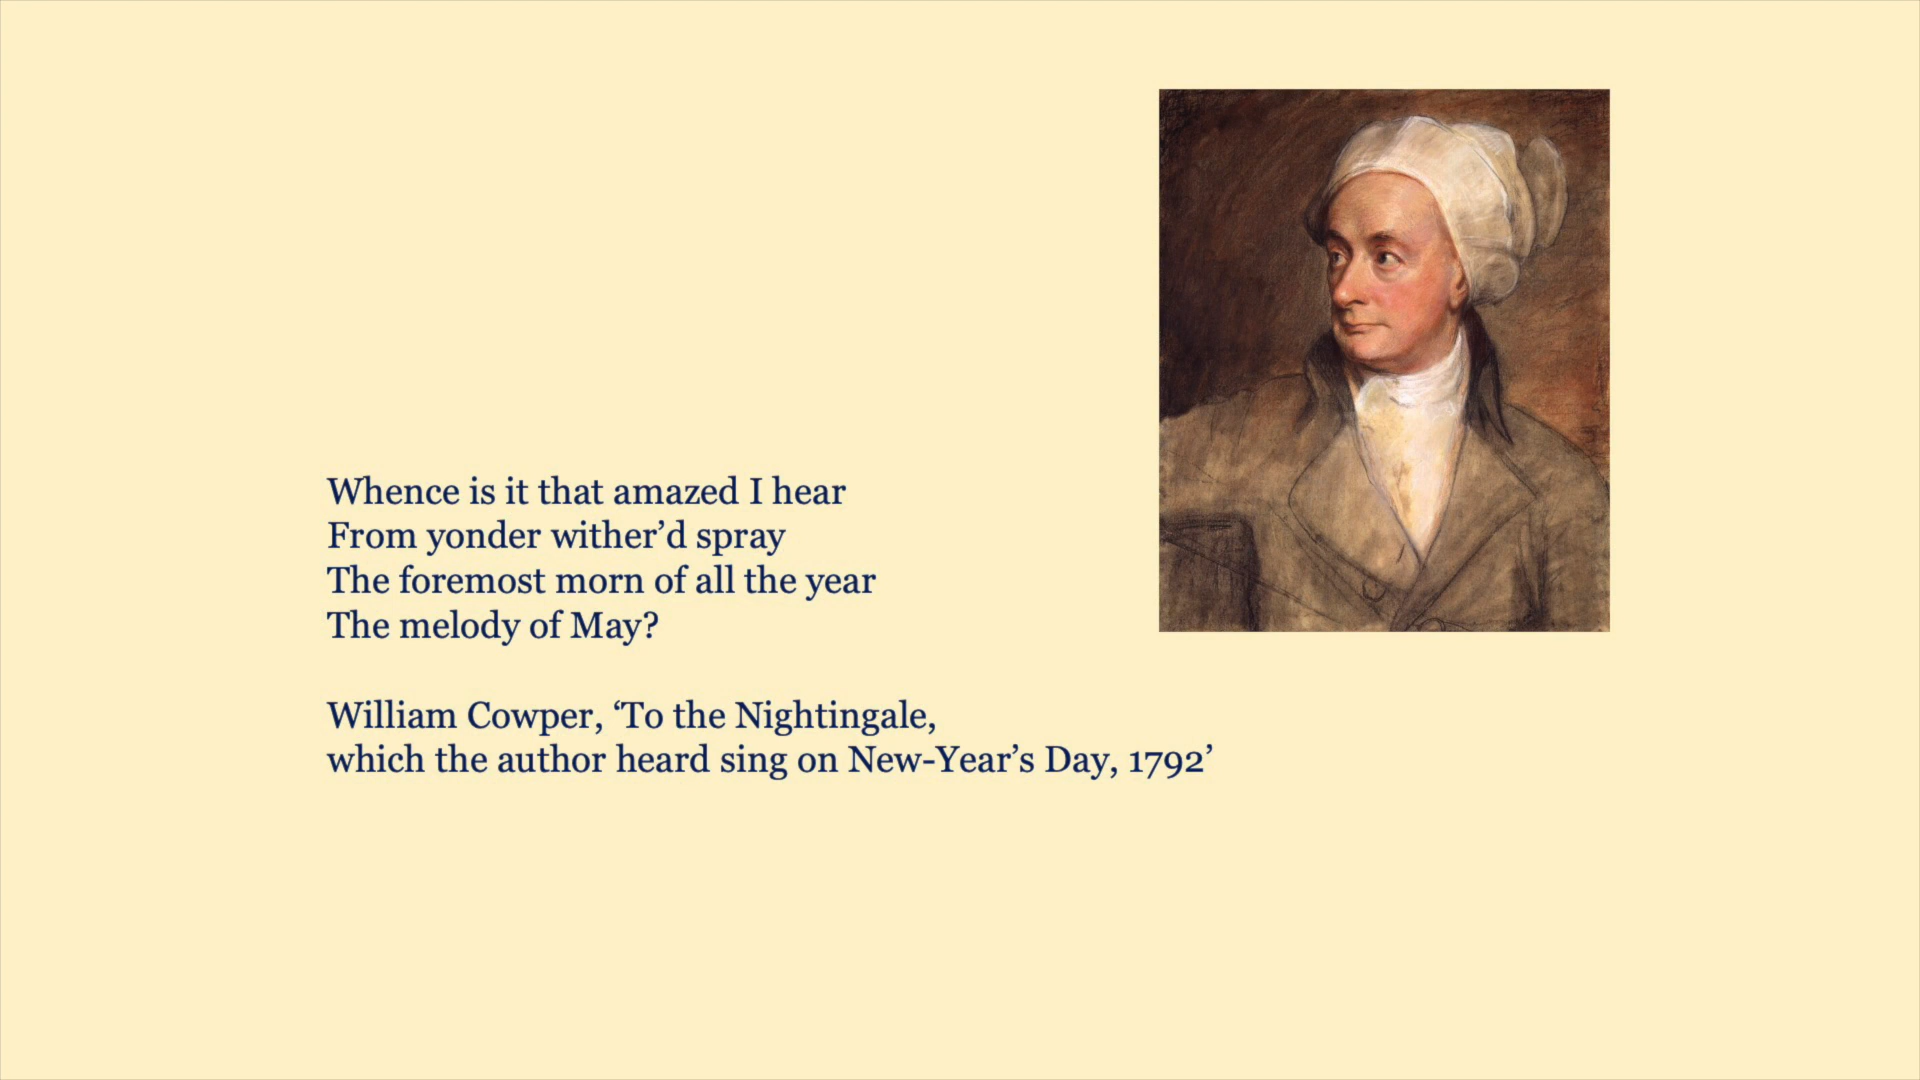 Whence is it that amazed I hear
From yonder wither’d spray
The foremost morn of all the year
The melody of May?
William Cowper, ‘To the Nightingale,
which the author heard sing on New-Year’s Day, 1792’